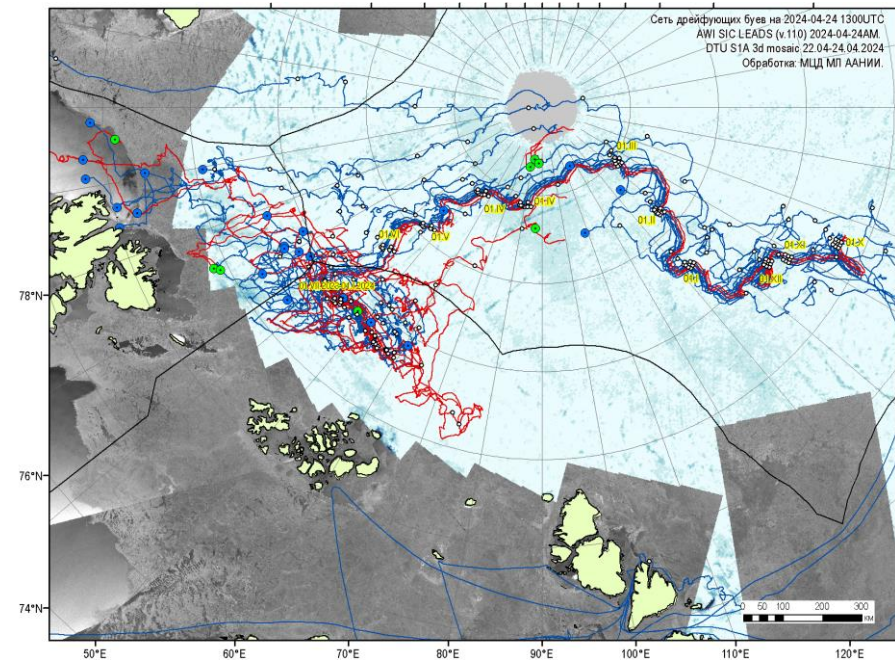 Сеть дрейфующих буев на 2024-04-24 1300UTC
AWI SIC LEADS (v.110) 2024-04-24AM.
DTU S1A 3d mosaic 22.04-24.04.2024
Обработка: МЦД МЛ ААНИИ.
01.III
01.IV
01.IV
01.II
01.VI
01.V
01.XI
01.X
01.I
01.XII
78°N
76°N
74°N
0 50 100 200 300
КМ
50°E 60°E 70°E 80°E 90°E 100°E 110°E 120°E